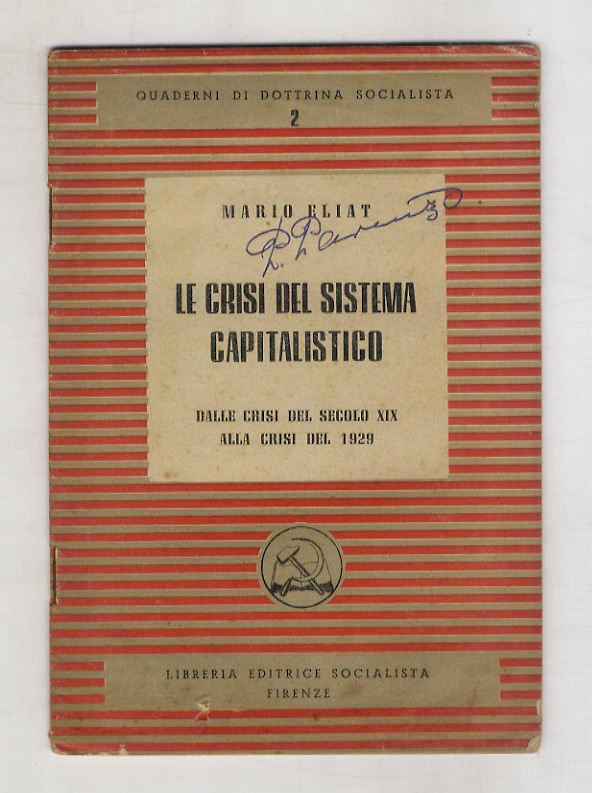 QUADERNI DI DOTTRINA SOCIALISTA
2
MARIO ELIAT
LE CRISI DEL SISTEMA
CAPITALISTICO
DALLE CRISI DEL SECOLO XIX
ALLA CRISI DEL 1929
LIBRERIA EDITRICE SOCIALISTA
FIRENZE